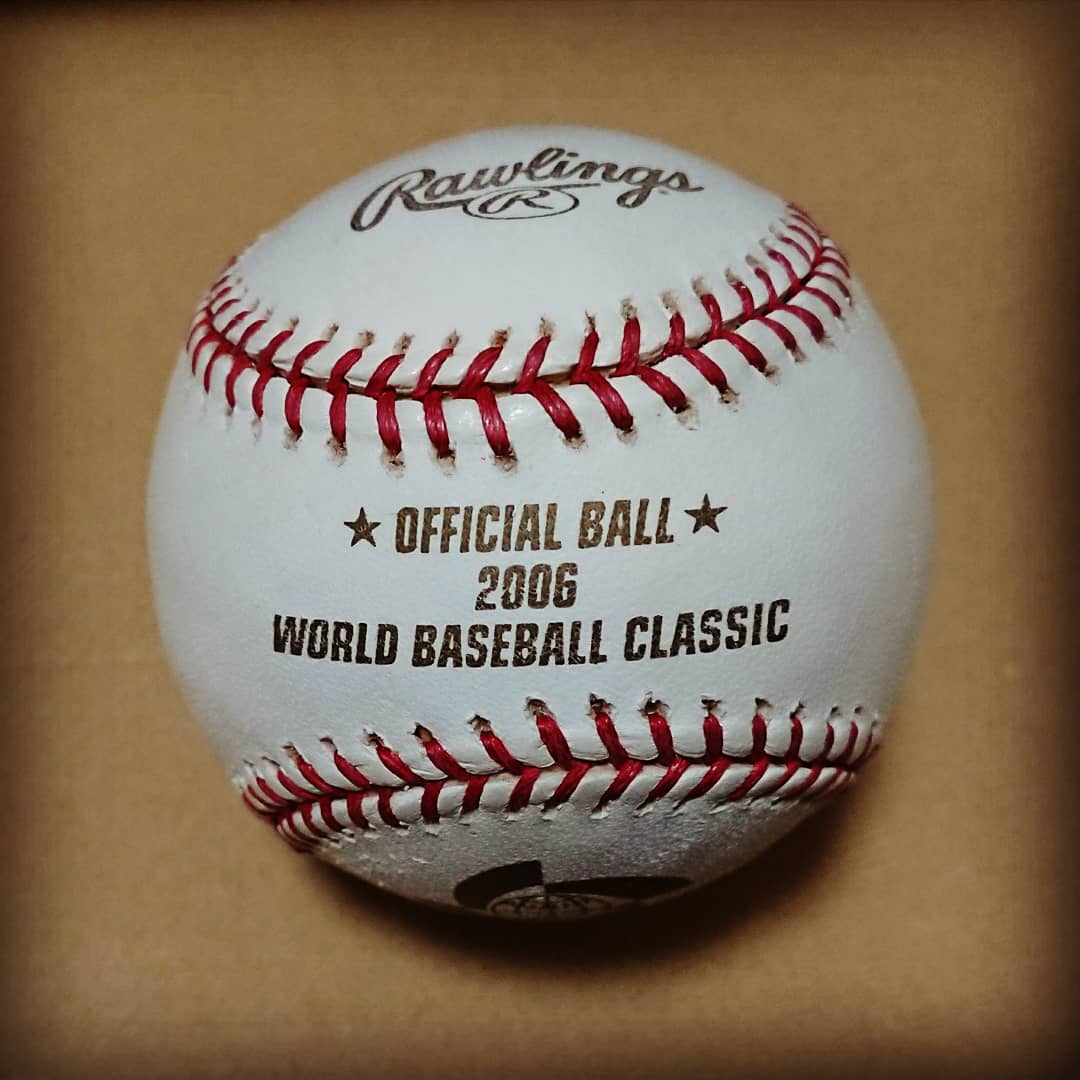 Rawlings
R
★ OFFICIAL BALL ★
2006
WORLD BASEBALL CLASSIC